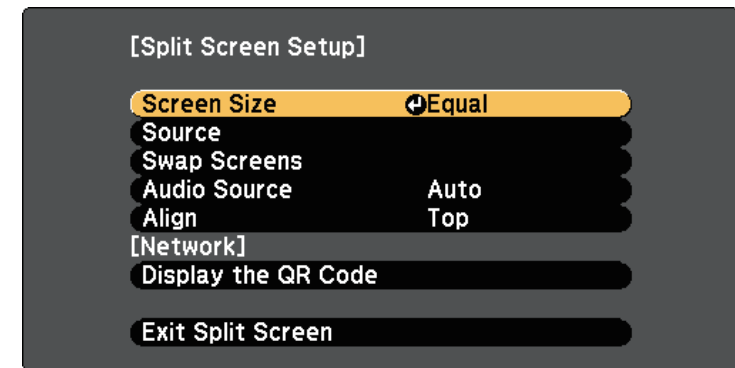 [Split Screen Setup]
Screen Size Equal
Source
Swap Screens
Audio Source Auto
Align Top
[Network]
Display the QR Code
Exit Split Screen